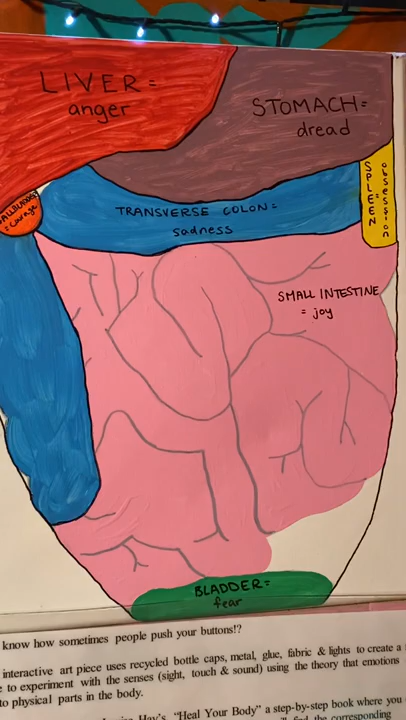 LIVER =
anger
STOMACH =
dread
SPLEEN =
obsession
GALLBLADDER
= courage
TRANSVERSE COLON =
sadness
SMALL INTESTINE
= joy
BLADDER =
fear
know how sometimes people push your buttons!?
interactive art piece uses recycled bottle caps, metal, glue, fabric & lights to create a
to experiment with the senses (sight, touch & sound) using the theory that emotions
to physical parts in the body.
Hay's, "Heal Your Body" a step-by-step book where you
find the corresponding